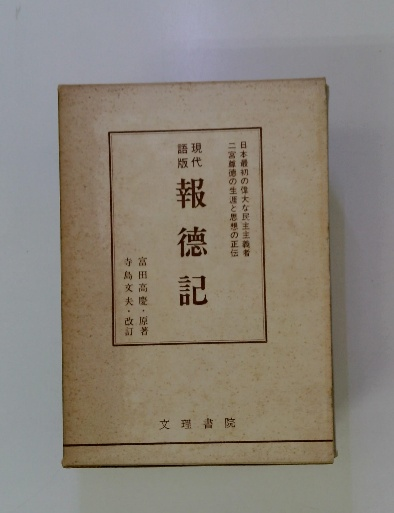 日本最初の偉大な民主主義者
二宮尊徳の生涯と思想の正伝
現代
語版
報徳記
富田高慶・原著
寺島文夫・改訂
文理書院